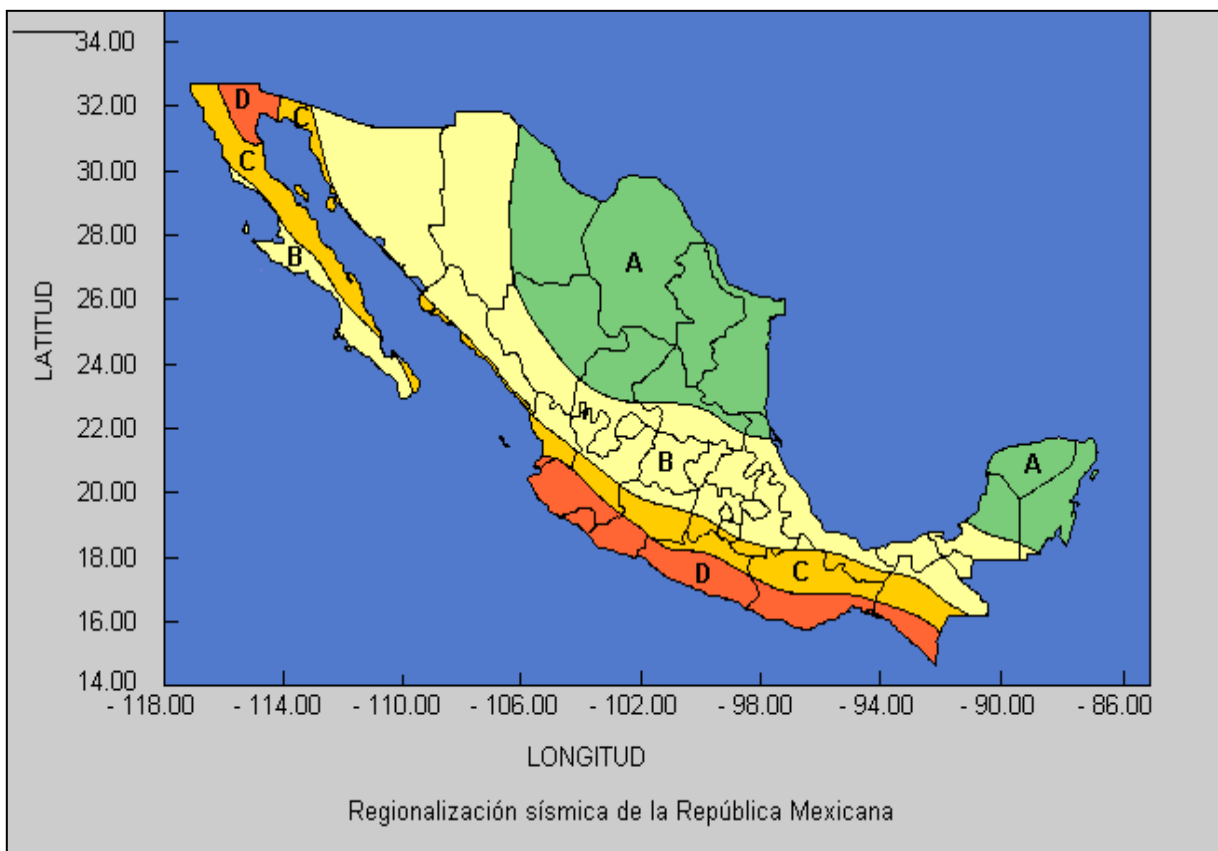 34.00
32.00
30.00
28.00
26.00
24.00
22.00
20.00
18.00
16.00
14.00
LATITUD
D
C
C
B
A
A
B
D
C
- 118.00 - 114.00 - 110.00 - 106.00 - 102.00 - 98.00 - 94.00 - 90.00 - 86.00
LONGITUD
Regionalización sísmica de la República Mexicana